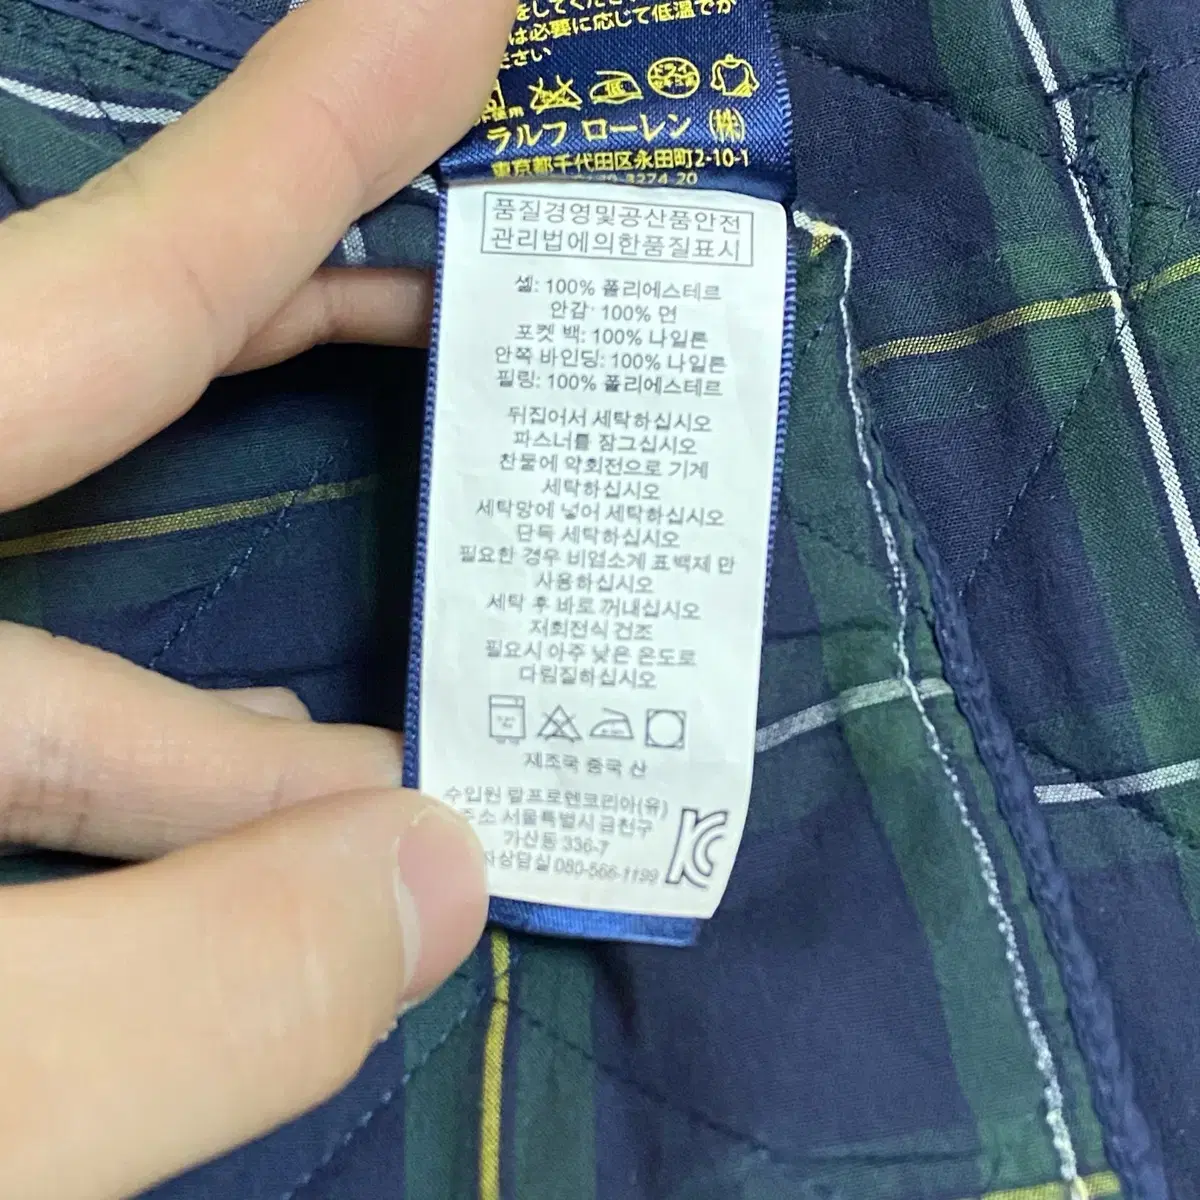 をしてください
は必要に応じて低温でか
ださい
ドライ
ラルフ ローレン (株)
東京都千代田区永田町2-10-1
3274 20
품질경영및공산품안전
관리법에의한품질표시
셀: 100% 폴리에스테르
안감: 100% 면
포켓 백: 100% 나일론
안쪽 바인딩: 100% 나일론
필링: 100% 폴리에스테르
뒤집어서 세탁하십시오
파스너를 잠그십시오
찬물에 약회전으로 기계
세탁하십시오
세탁망에 넣어 세탁하십시오
단독 세탁하십시오
필요한 경우 비염소계 표백제 만
사용하십시오
세탁 후 바로 꺼내십시오
저회전식 건조
필요시 아주 낮은 온도로
다림질하십시오
제조국 중국 산
수입원 랄프로렌코리아(유)
주소 서울특별시 금천구
가산동 336-7
자상담실 080-566-1199
KC